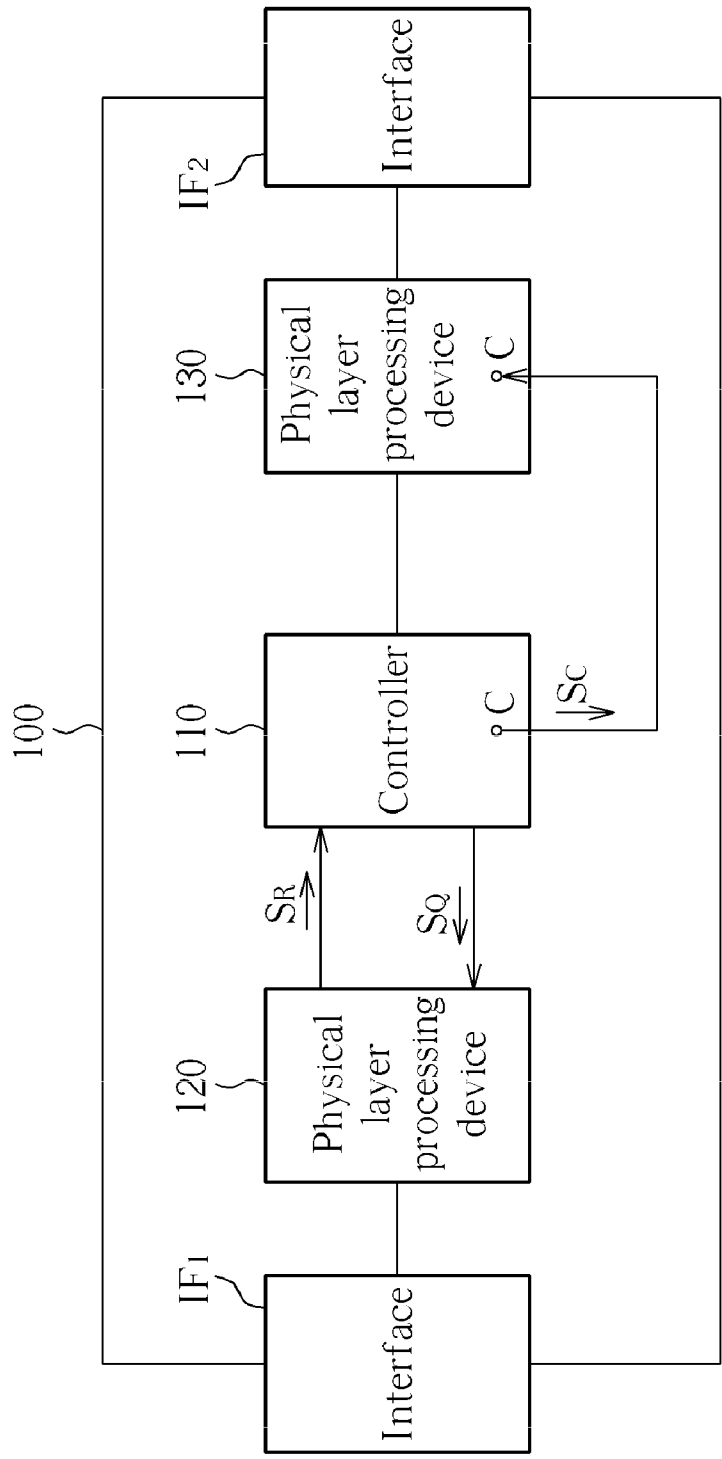 100
IF1
120
110
130
IF2
Interface
Physical
layer
processing
device
SR
SQ
Controller
C
SC
Physical
layer
processing
device
C
Interface